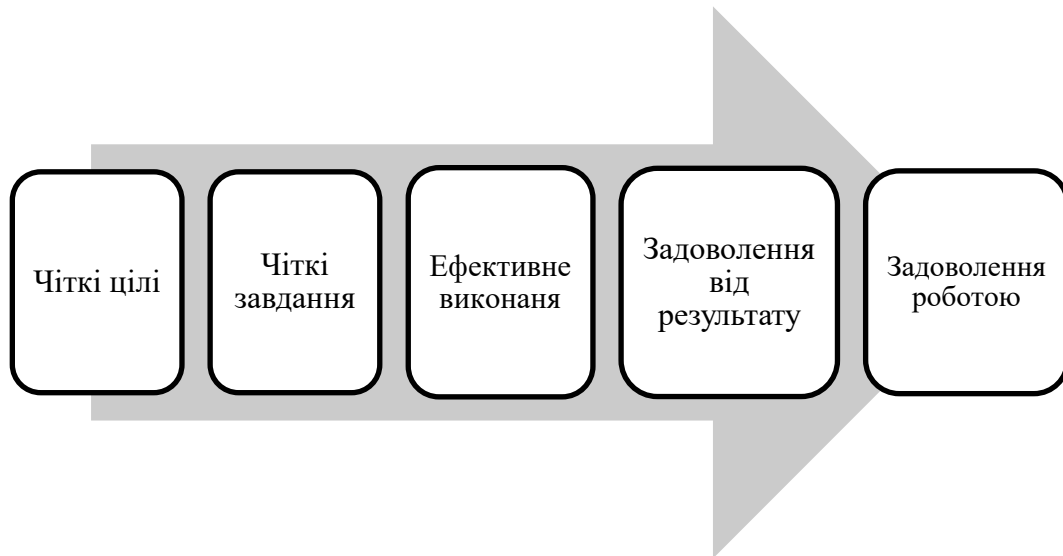 Чіткі цілі
Чіткі
завдання
Ефективне
виконаня
Задоволення
від
результату
Задоволення
роботою